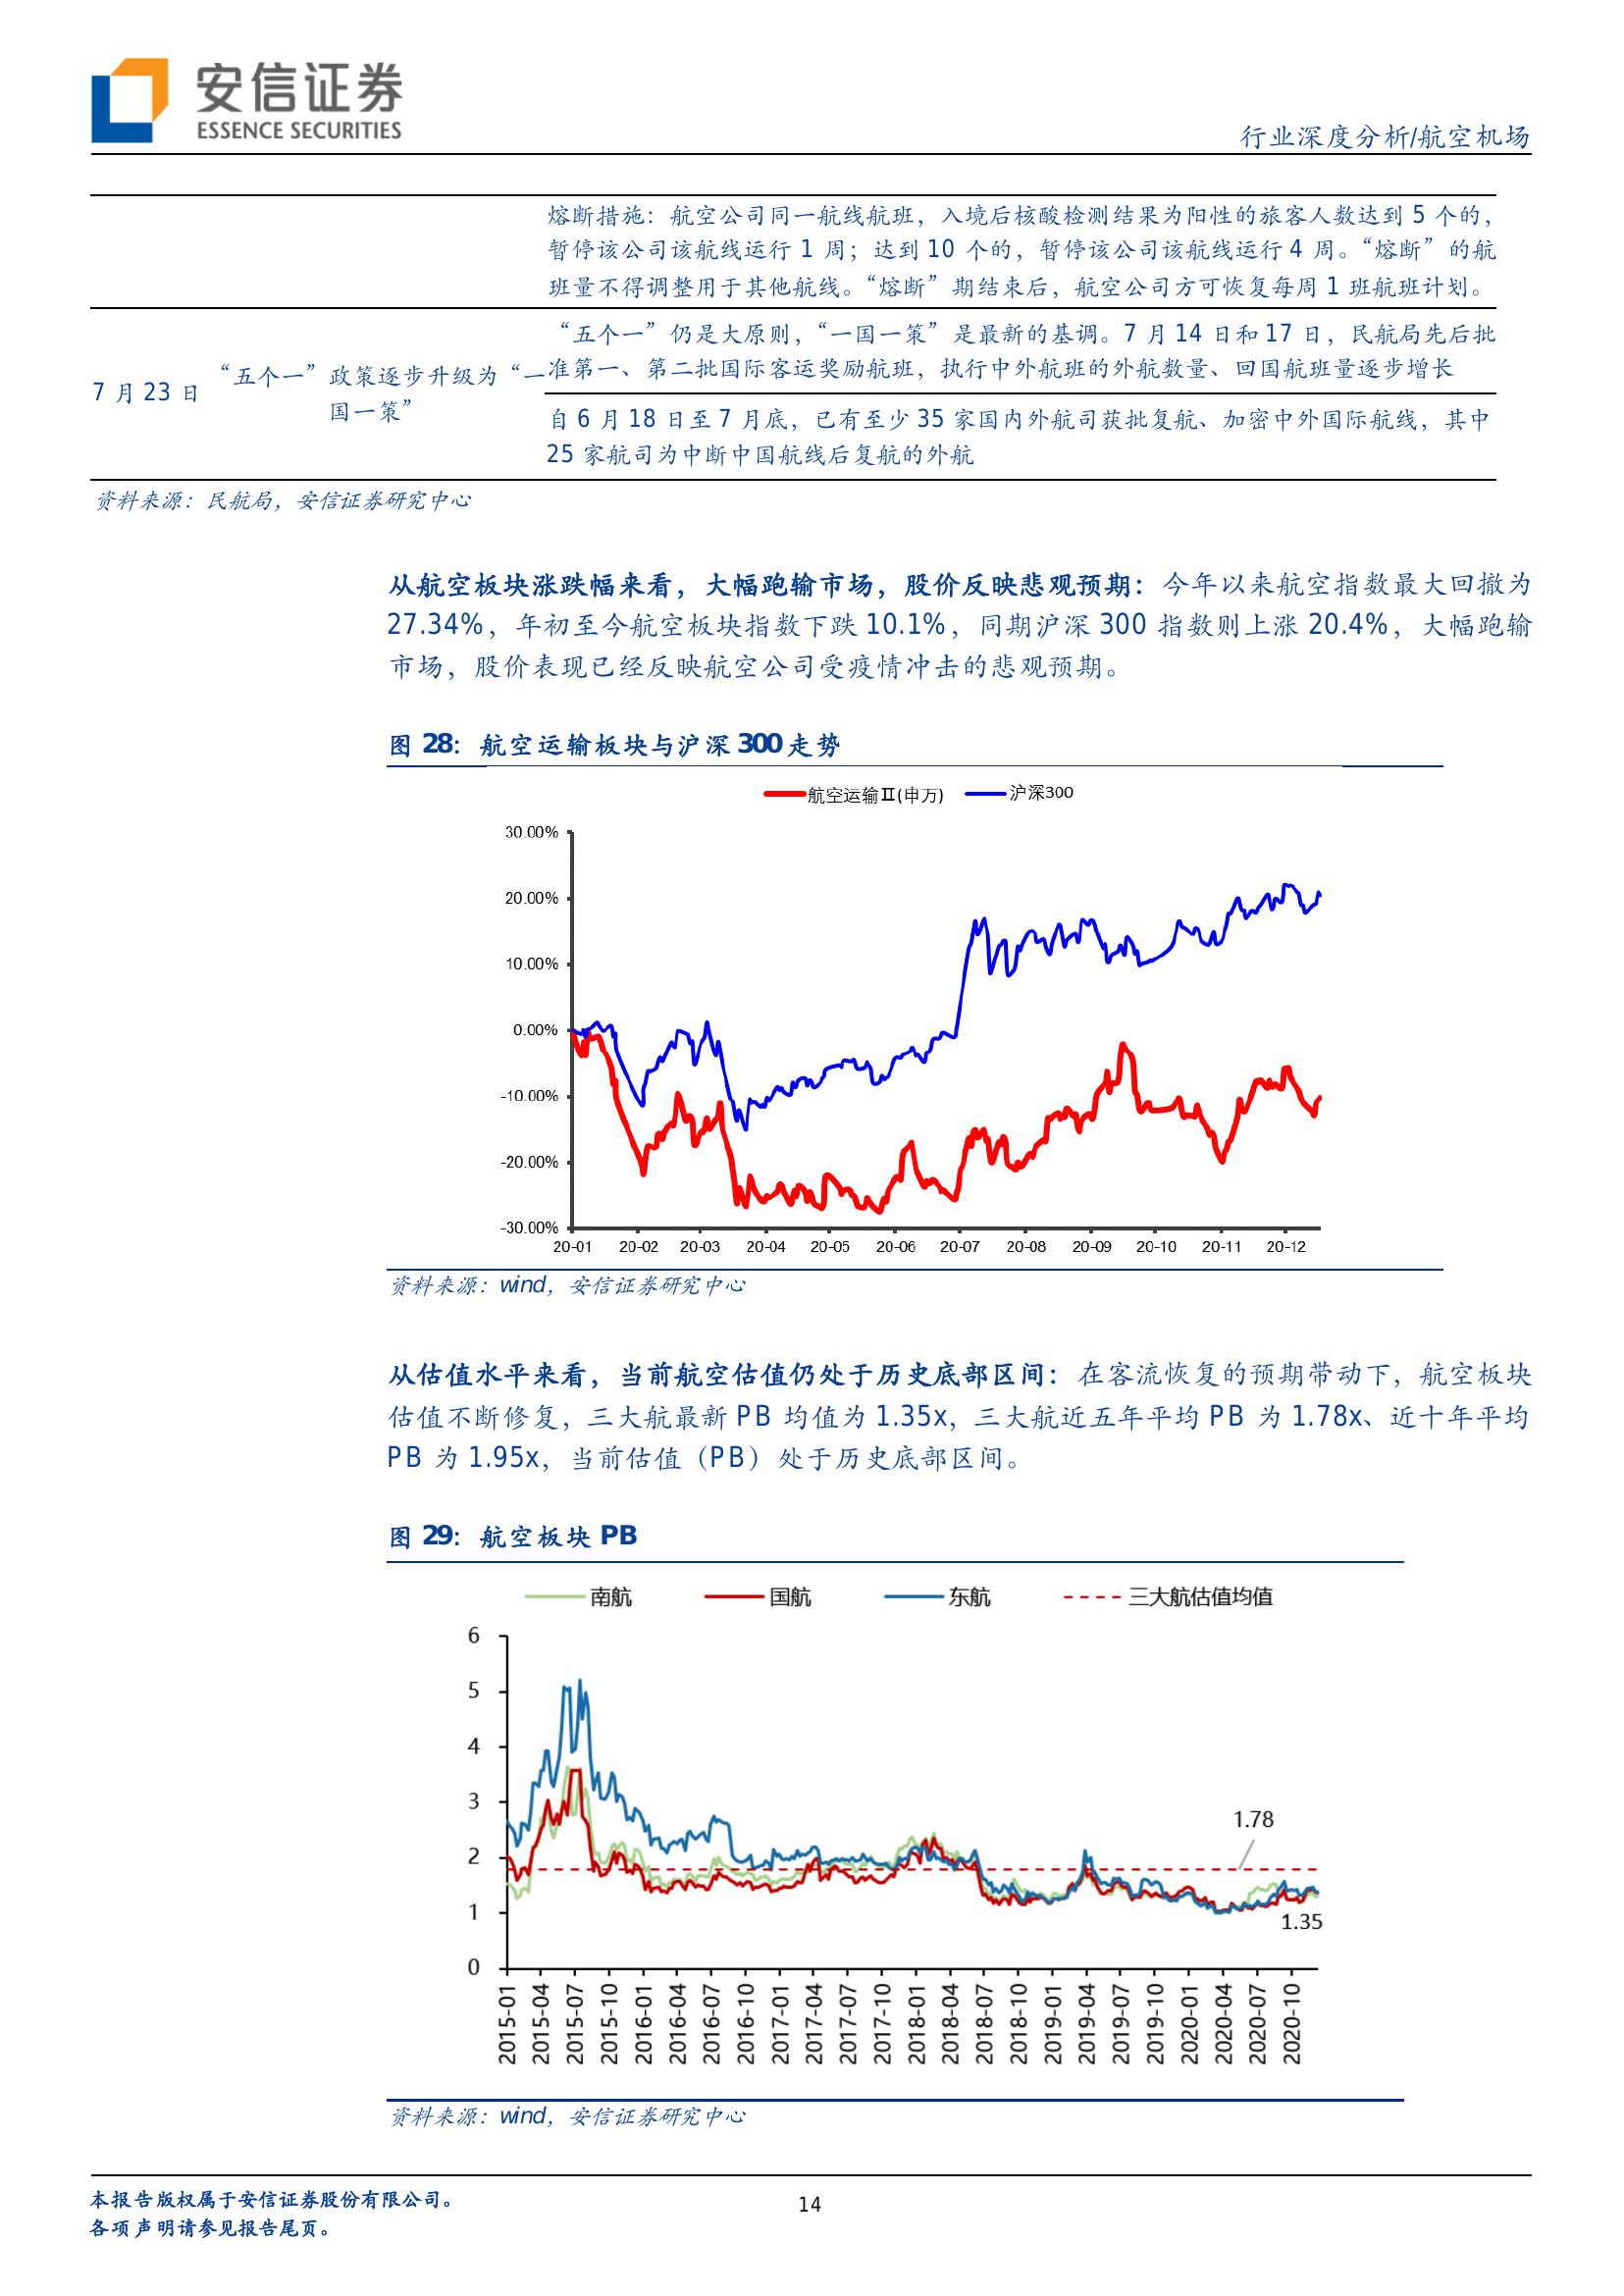 安信证券
ESSENCE SECURITIES
行业深度分析/航空机场
熔断措施：航空公司同一航线航班，入境后核酸检测结果为阳性的旅客人数达到 5 个的，
暂停该公司该航线运行 1 周；达到 10 个的，暂停该公司该航线运行 4 周。“熔断”的航
班量不得调整用于其他航线。“熔断”期结束后，航空公司方可恢复每周 1 班航班计划。
7 月 23 日
“五个一”政策逐步升级为“一
国一策”
“五个一”仍是大原则，“一国一策”是最新的基调。7 月 14 日和 17 日，民航局先后批
准第一、第二批国际客运奖励航班，执行中外航班的外航数量、回国航班量逐步增长
自 6 月 18 日至 7 月底，已有至少 35 家国内外航司获批复航、加密中外国际航线，其中
25 家航司为中断中国航线后复航的外航
资料来源：民航局，安信证券研究中心
从航空板块涨跌幅来看，大幅跑输市场，股价反映悲观预期：今年以来航空指数最大回撤为
27.34%，年初至今航空板块指数下跌 10.1%，同期沪深 300 指数则上涨 20.4%，大幅跑输
市场，股价表现已经反映航空公司受疫情冲击的悲观预期。
图 28：航空运输板块与沪深 300 走势
航空运输Ⅱ(申万) 沪深300
30.00%
20.00%
10.00%
0.00%
-10.00%
-20.00%
-30.00%
20-01 20-02 20-03 20-04 20-05 20-06 20-07 20-08 20-09 20-10 20-11 20-12
资料来源：wind，安信证券研究中心
从估值水平来看，当前航空估值仍处于历史底部区间：在客流恢复的预期带动下，航空板块
估值不断修复，三大航最新 PB 均值为 1.35x，三大航近五年平均 PB 为 1.78x、近十年平均
PB 为 1.95x，当前估值（PB）处于历史底部区间。
图 29：航空板块 PB
南航 国航 东航 三大航估值均值
6
5
4
3
2
1
0
1.78
1.35
2015-01 2015-04 2015-07 2015-10 2016-01 2016-04 2016-07 2016-10 2017-01 2017-04 2017-07 2017-10 2018-01 2018-04 2018-07 2018-10 2019-01 2019-04 2019-07 2019-10 2020-01 2020-04 2020-07 2020-10
资料来源：wind，安信证券研究中心
本报告版权属于安信证券股份有限公司。
各项声明请参见报告尾页。
14